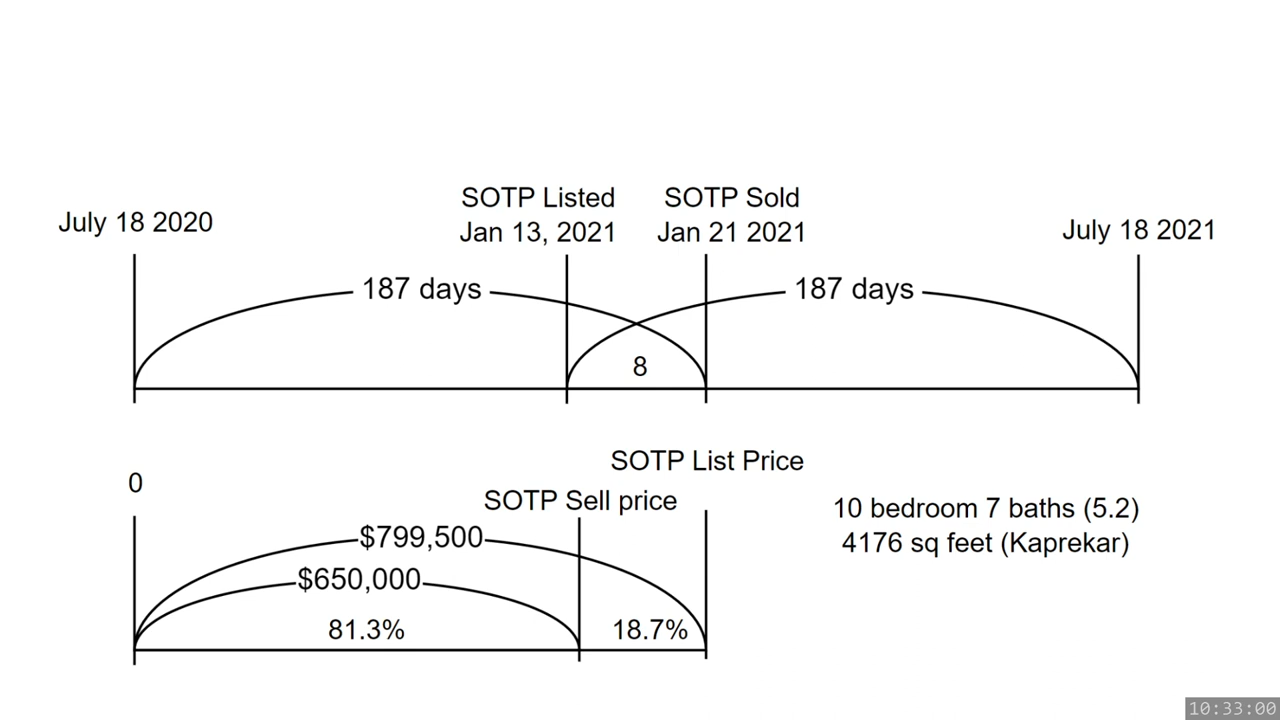 SOTP Listed
Jan 13, 2021
SOTP Sold
Jan 21 2021
July 18 2020
July 18 2021
187 days
187 days
8
SOTP List Price
0
SOTP Sell price
$799,500
$650,000
81.3%
18.7%
10 bedroom 7 baths (5.2)
4176 sq feet (Kaprekar)
10:33:00